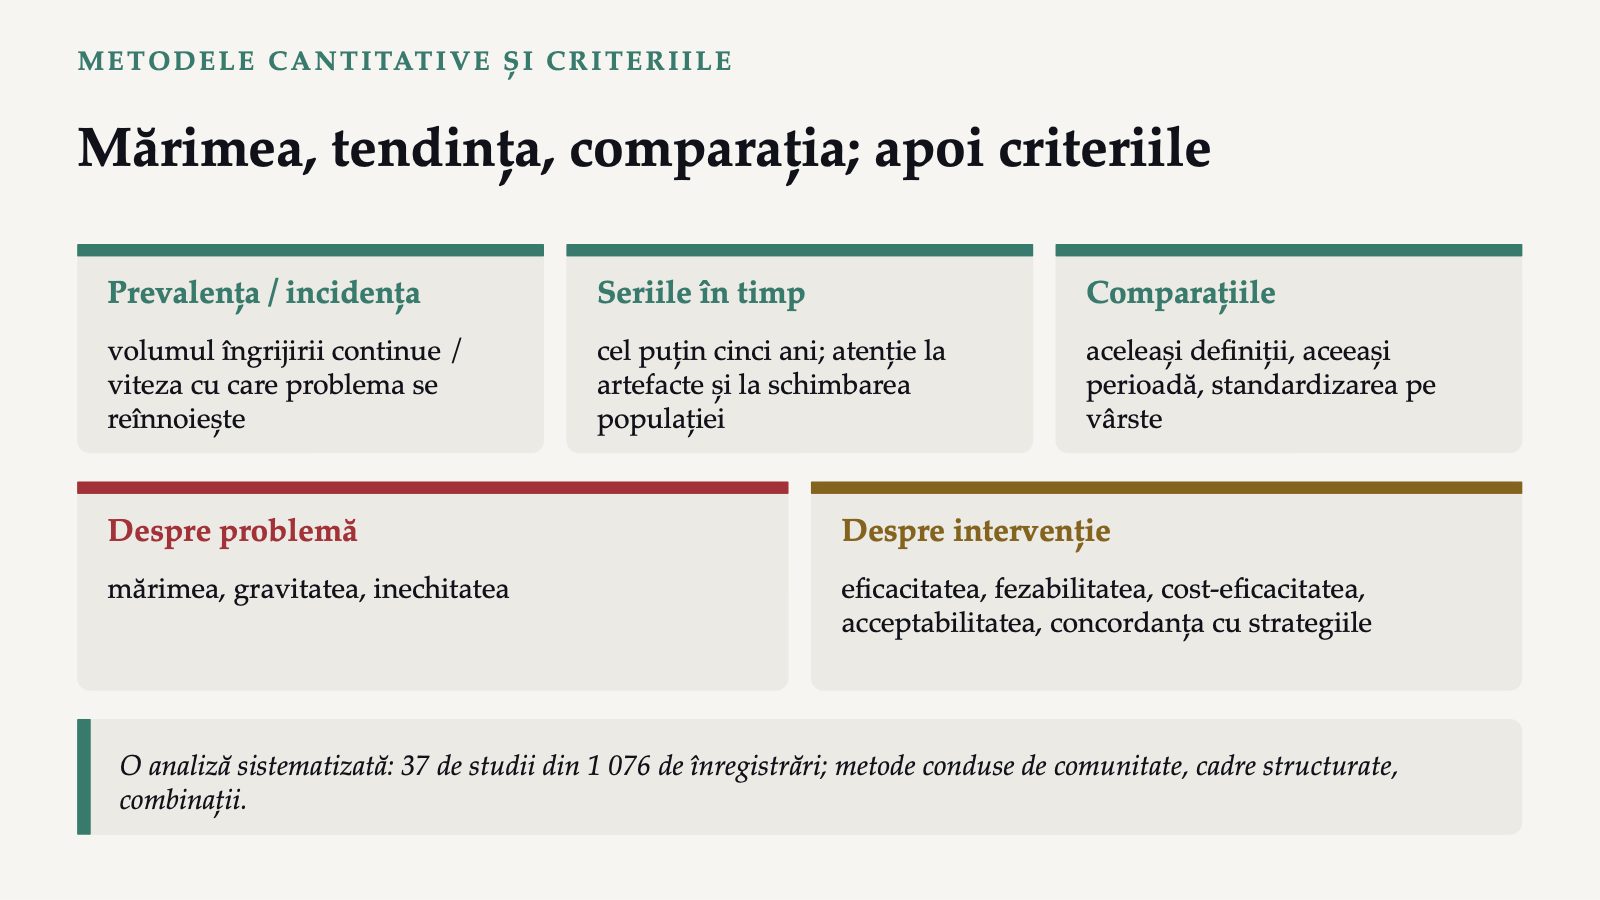 METODELE CANTITATIVE ȘI CRITERIILE
Mărimea, tendința, comparația; apoi criteriile
Prevalența / incidența
volumul îngrijirii continue /
viteza cu care problema se
reînnoiește
Seriile în timp
cel puțin cinci ani; atenție la
artefacte și la schimbarea
populației
Comparațiile
aceleași definiții, aceeași
perioadă, standardizarea pe
vârste
Despre problemă
mărimea, gravitatea, inechitatea
Despre intervenție
eficacitatea, fezabilitatea, cost-eficacitatea,
acceptabilitatea, concordanța cu strategiile
O analiză sistematizată: 37 de studii din 1 076 de înregistrări; metode conduse de comunitate, cadre structurate,
combinații.